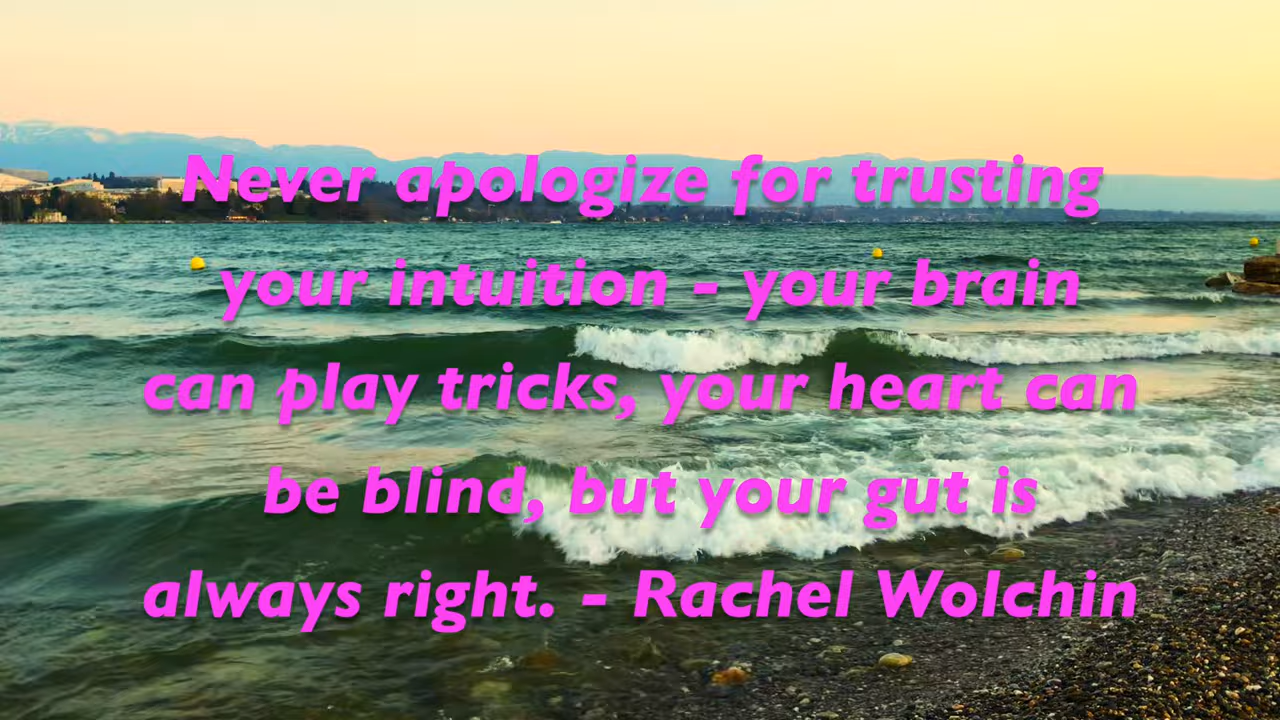 Never apologize for trusting
your intuition - your brain
can play tricks, your heart can
be blind, but your gut is
always right. - Rachel Wolchin